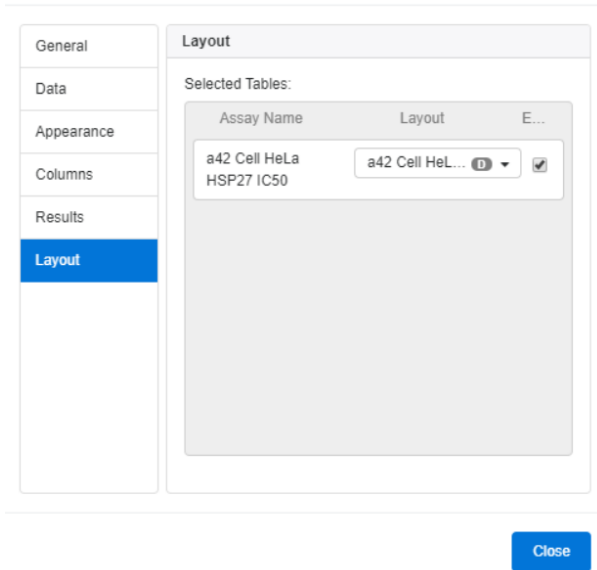 General
Data
Appearance
Columns
Results
Layout
Layout
Selected Tables:
Assay Name Layout E...
a42 Cell HeLa
HSP27 IC50
a42 Cell HeL... D
Close